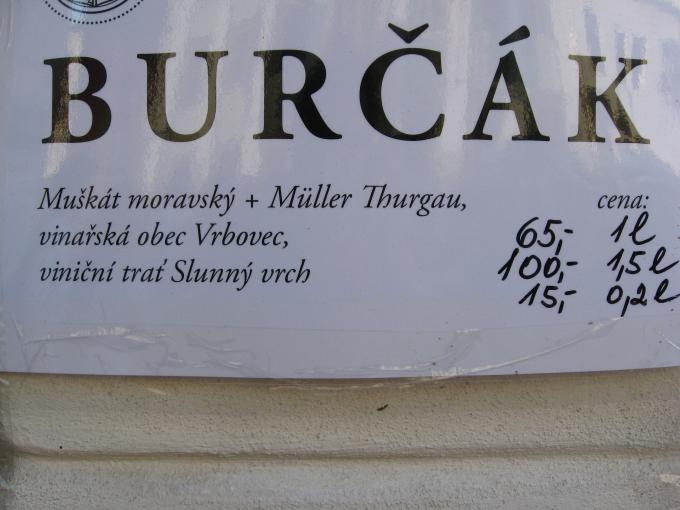 BURČÁK
Muškát moravský + Müller Thurgau, cena:
vinařská obec Vrbovec, 65,- 1l
viniční trať Slunný vrch 100,- 1,5l
15,- 0,2l